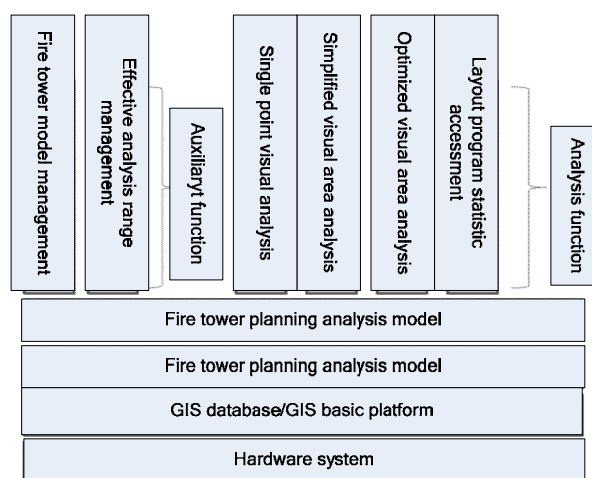 Fire tower model management
Effective analysis range
management
Auxiliaryt function
Single point visual analysis
Simplified visual area analysis
Optimized visual area analysis
Layout program statistic
assessment
Analysis function
Fire tower planning analysis model
Fire tower planning analysis model
GIS database/GIS basic platform
Hardware system